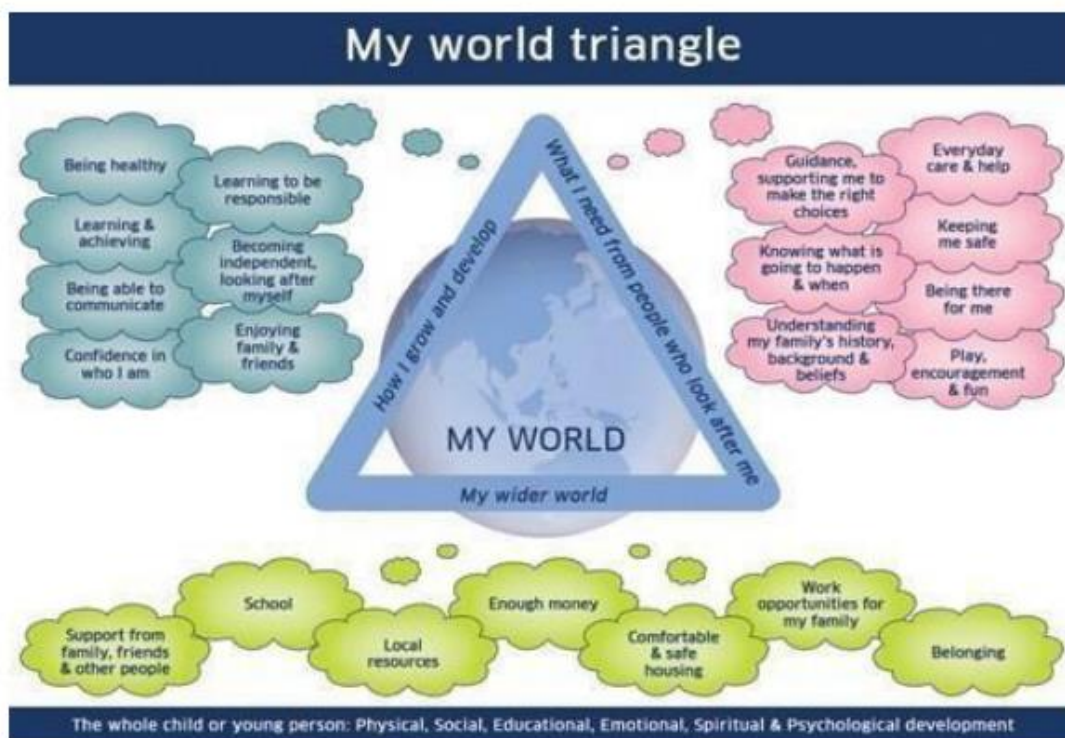 My world triangle
Being healthy
Learning to be
responsible
Learning &
achieving
Becoming
independent,
looking after
myself
Being able to
communicate
Enjoying
family &
friends
Confidence in
who I am
How I grow and develop
What I need from people who look after me
MY WORLD
My wider world
Guidance,
supporting me to
make the right
choices
Everyday
care & help
Knowing what is
going to happen
& when
Keeping
me safe
Being there
for me
Understanding
my family's history,
background &
beliefs
Play,
encouragement
& fun
Support from
family, friends
& other people
School
Local
resources
Enough money
Comfortable
& safe
housing
Work
opportunities for
my family
Belonging
The whole child or young person: Physical, Social, Educational, Emotional, Spiritual & Psychological development